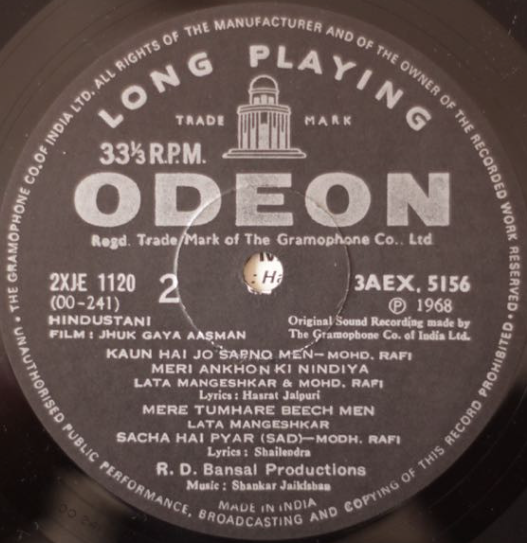 • THE GRAMOPHONE CO. OF INDIA LTD. ALL RIGHTS OF THE MANUFACTURER AND OF THE OWNER OF THE RECORDED WORK RESERVED • UNAUTHORISED PUBLIC PERFORMANCE, BROADCASTING AND COPYING OF THIS RECORD PROHIBITED
LONG PLAYING
TRADE MARK
33⅓ R.P.M.
ODEON
Regd. Trade Mark of The Gramophone Co., Ltd
2XJE 1120 2 3AEX. 5156
(OO-241) Ⓟ 1968
HINDUSTANI Original Sound Recording made by
FILM : JHUK GAYA AASMAN The Gramophone Co. of India Ltd.
KAUN HAI JO SAPNO MEN—MOHD. RAFI
MERI ANKHON KI NINDIYA
LATA MANGESHKAR & MOHD. RAFI
Lyrics : Hasrat Jaipuri
MERE TUMHARE BEECH MEN
LATA MANGESHKAR
SACHA HAI PYAR (SAD)—MODH. RAFI
Lyrics : Shailendra
R. D. Bansal Productions
Music : Shankar Jaikishan
MADE IN INDIA